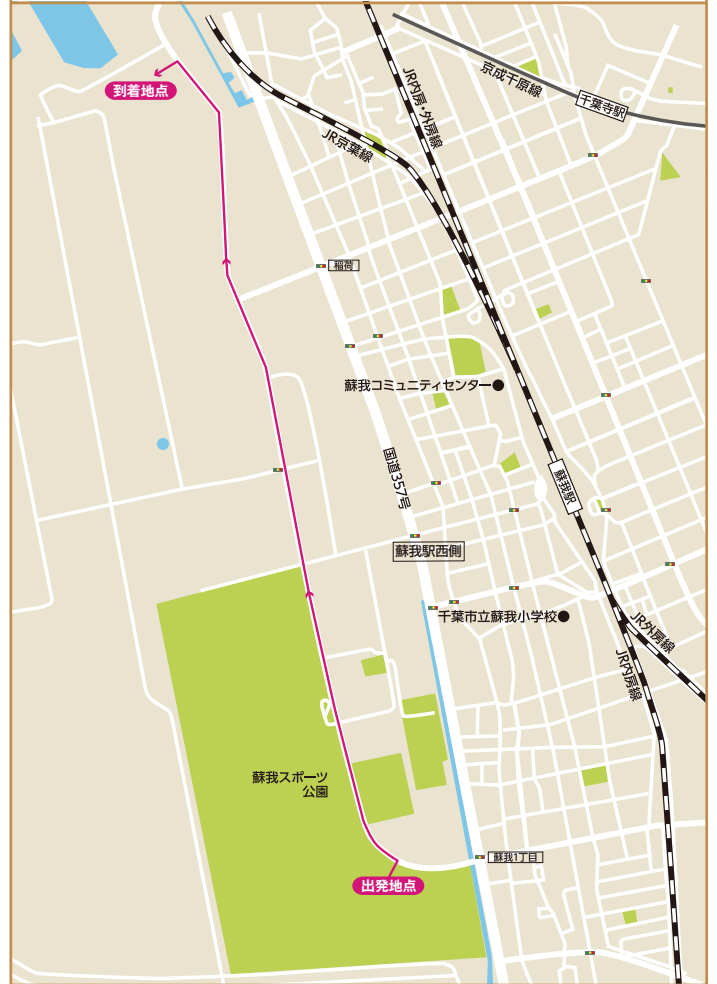 京成千原線
千葉寺駅
JR内房・外房線
到着地点
JR京葉線
稲荷
蘇我コミュニティセンター
国道357号
蘇我駅
蘇我駅西側
千葉市立蘇我小学校
JR外房線
JR内房線
蘇我スポーツ
公園
蘇我1丁目
出発地点